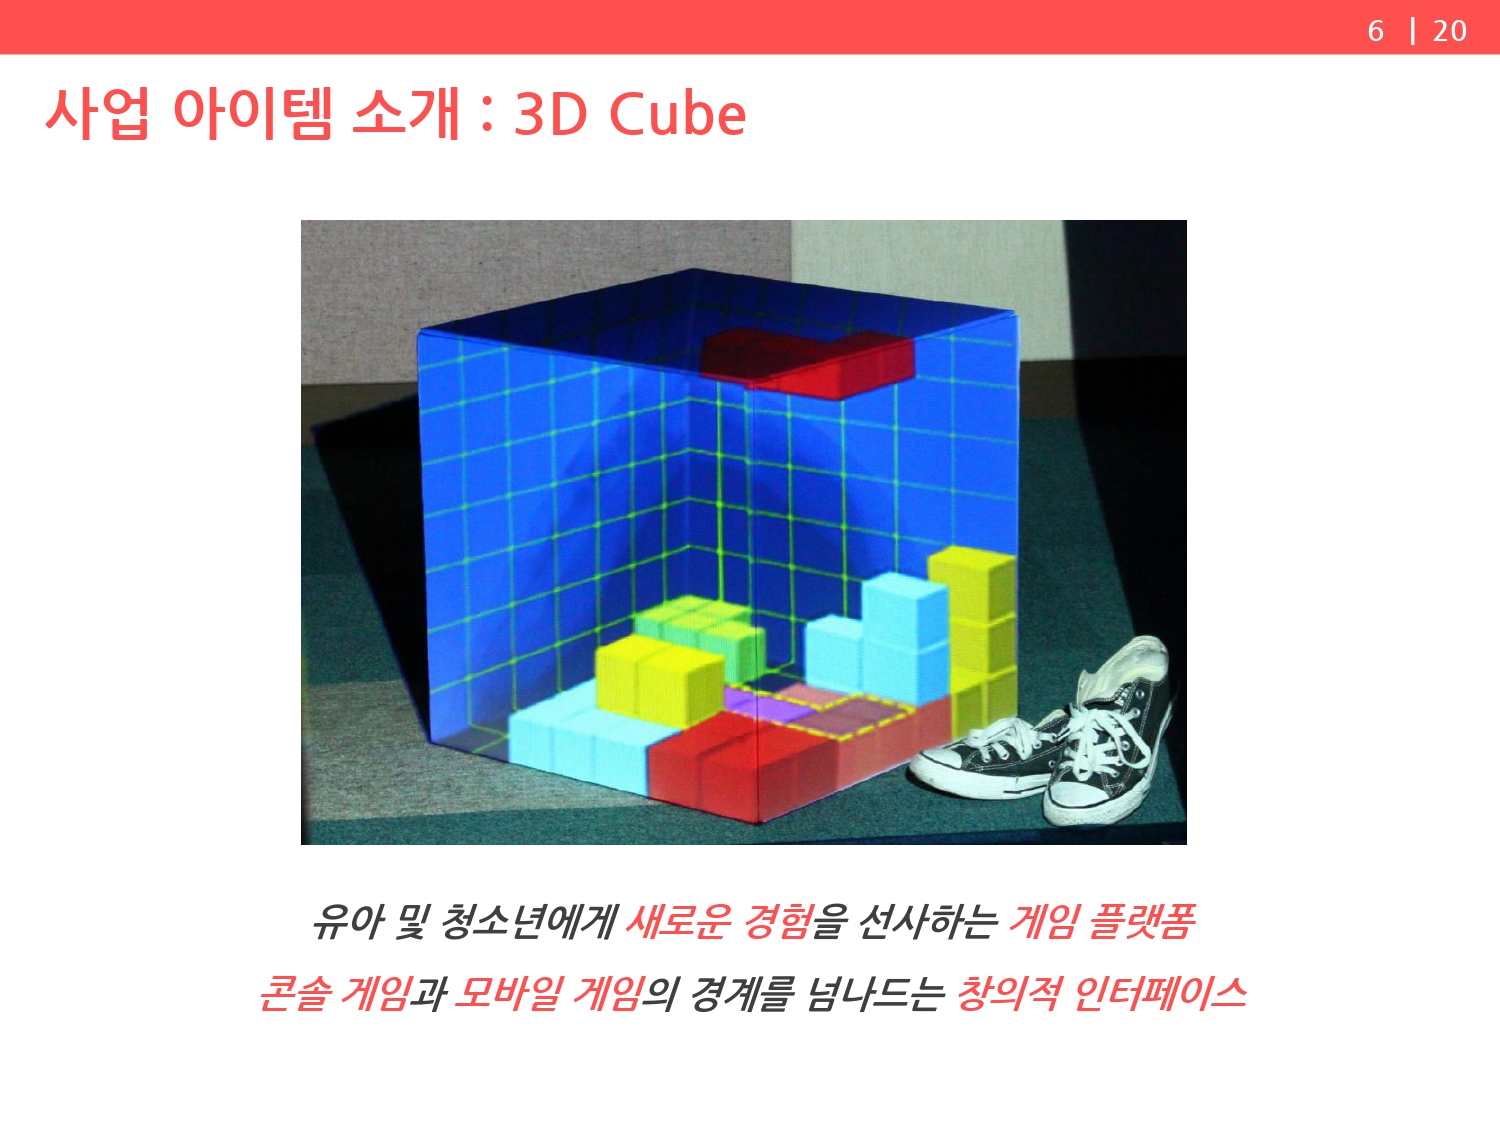 6 | 20
사업 아이템 소개 : 3D Cube
유아 및 청소년에게 새로운 경험을 선사하는 게임 플랫폼
콘솔 게임과 모바일 게임의 경계를 넘나드는 창의적 인터페이스